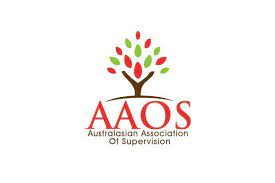 AAOS
Australasian Association
Of Supervision